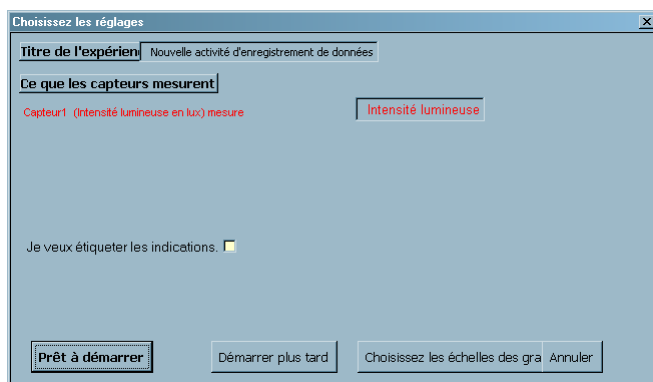 Choisissez les réglages
Titre de l'expérien Nouvelle activité d'enregistrement de données
Ce que les capteurs mesurent
Capteur1 (Intensité lumineuse en lux) mesure Intensité lumineuse
Je veux étiqueter les indications.
Prêt à démarrer Démarrer plus tard Choisissez les échelles des gra Annuler